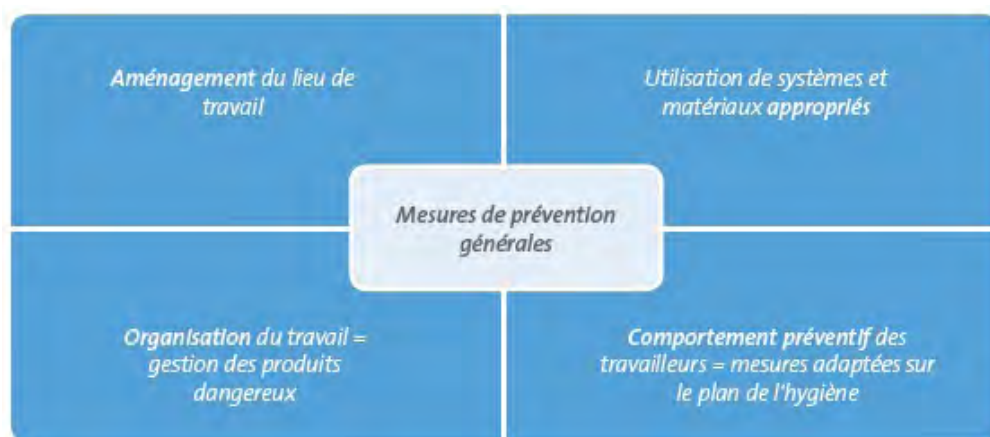 Aménagement du lieu de
travail
Utilisation de systèmes et
matériaux appropriés
Mesures de prévention
générales
Organisation du travail =
gestion des produits
dangereux
Comportement préventif des
travailleurs = mesures adaptées sur
le plan de l'hygiène